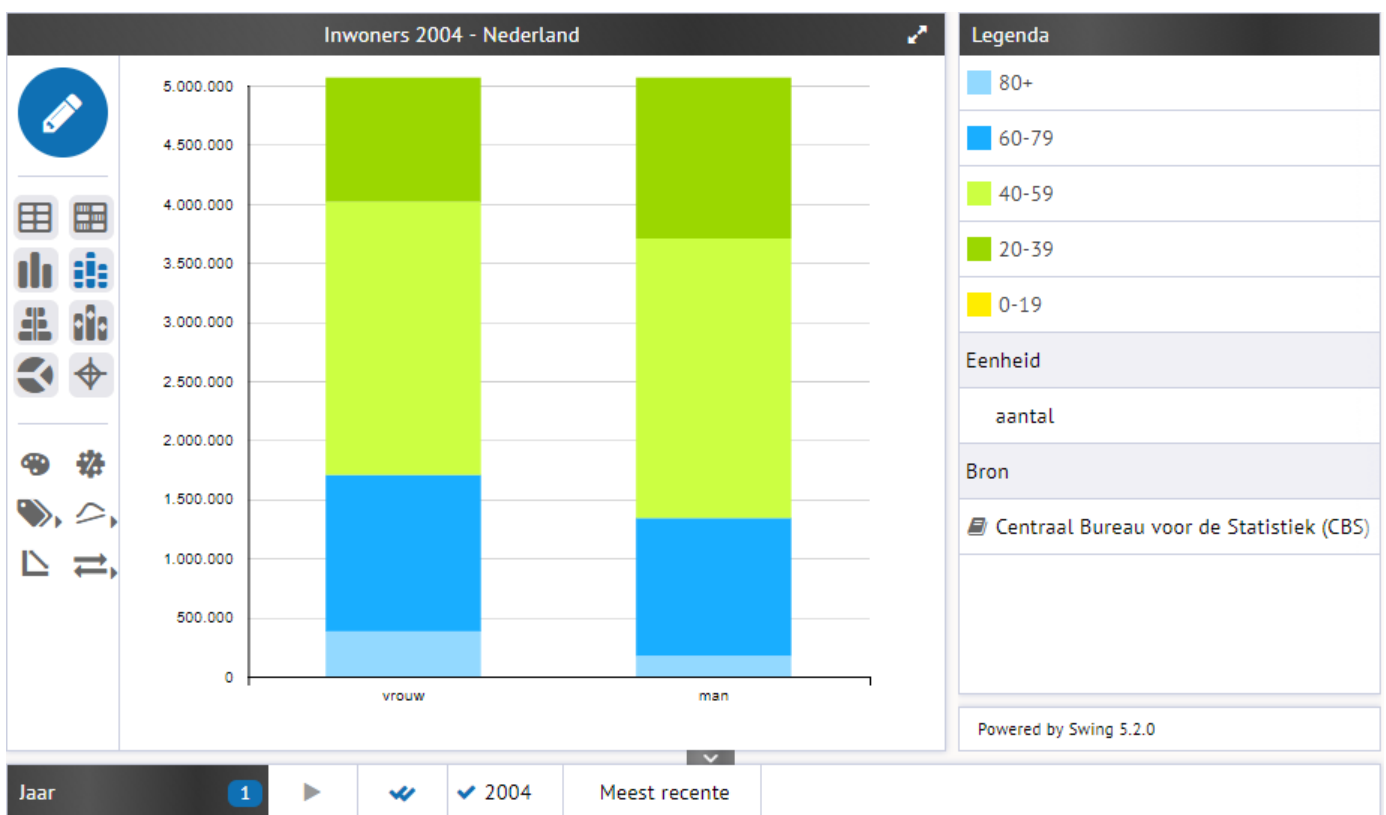 Inwoners 2004 - Nederland
5.000.000
4.500.000
4.000.000
3.500.000
3.000.000
2.500.000
2.000.000
1.500.000
1.000.000
500.000
0
vrouw man
Legenda
80+
60-79
40-59
20-39
0-19
Eenheid
aantal
Bron
Centraal Bureau voor de Statistiek (CBS)
Powered by Swing 5.2.0
Jaar 1 2004 Meest recente